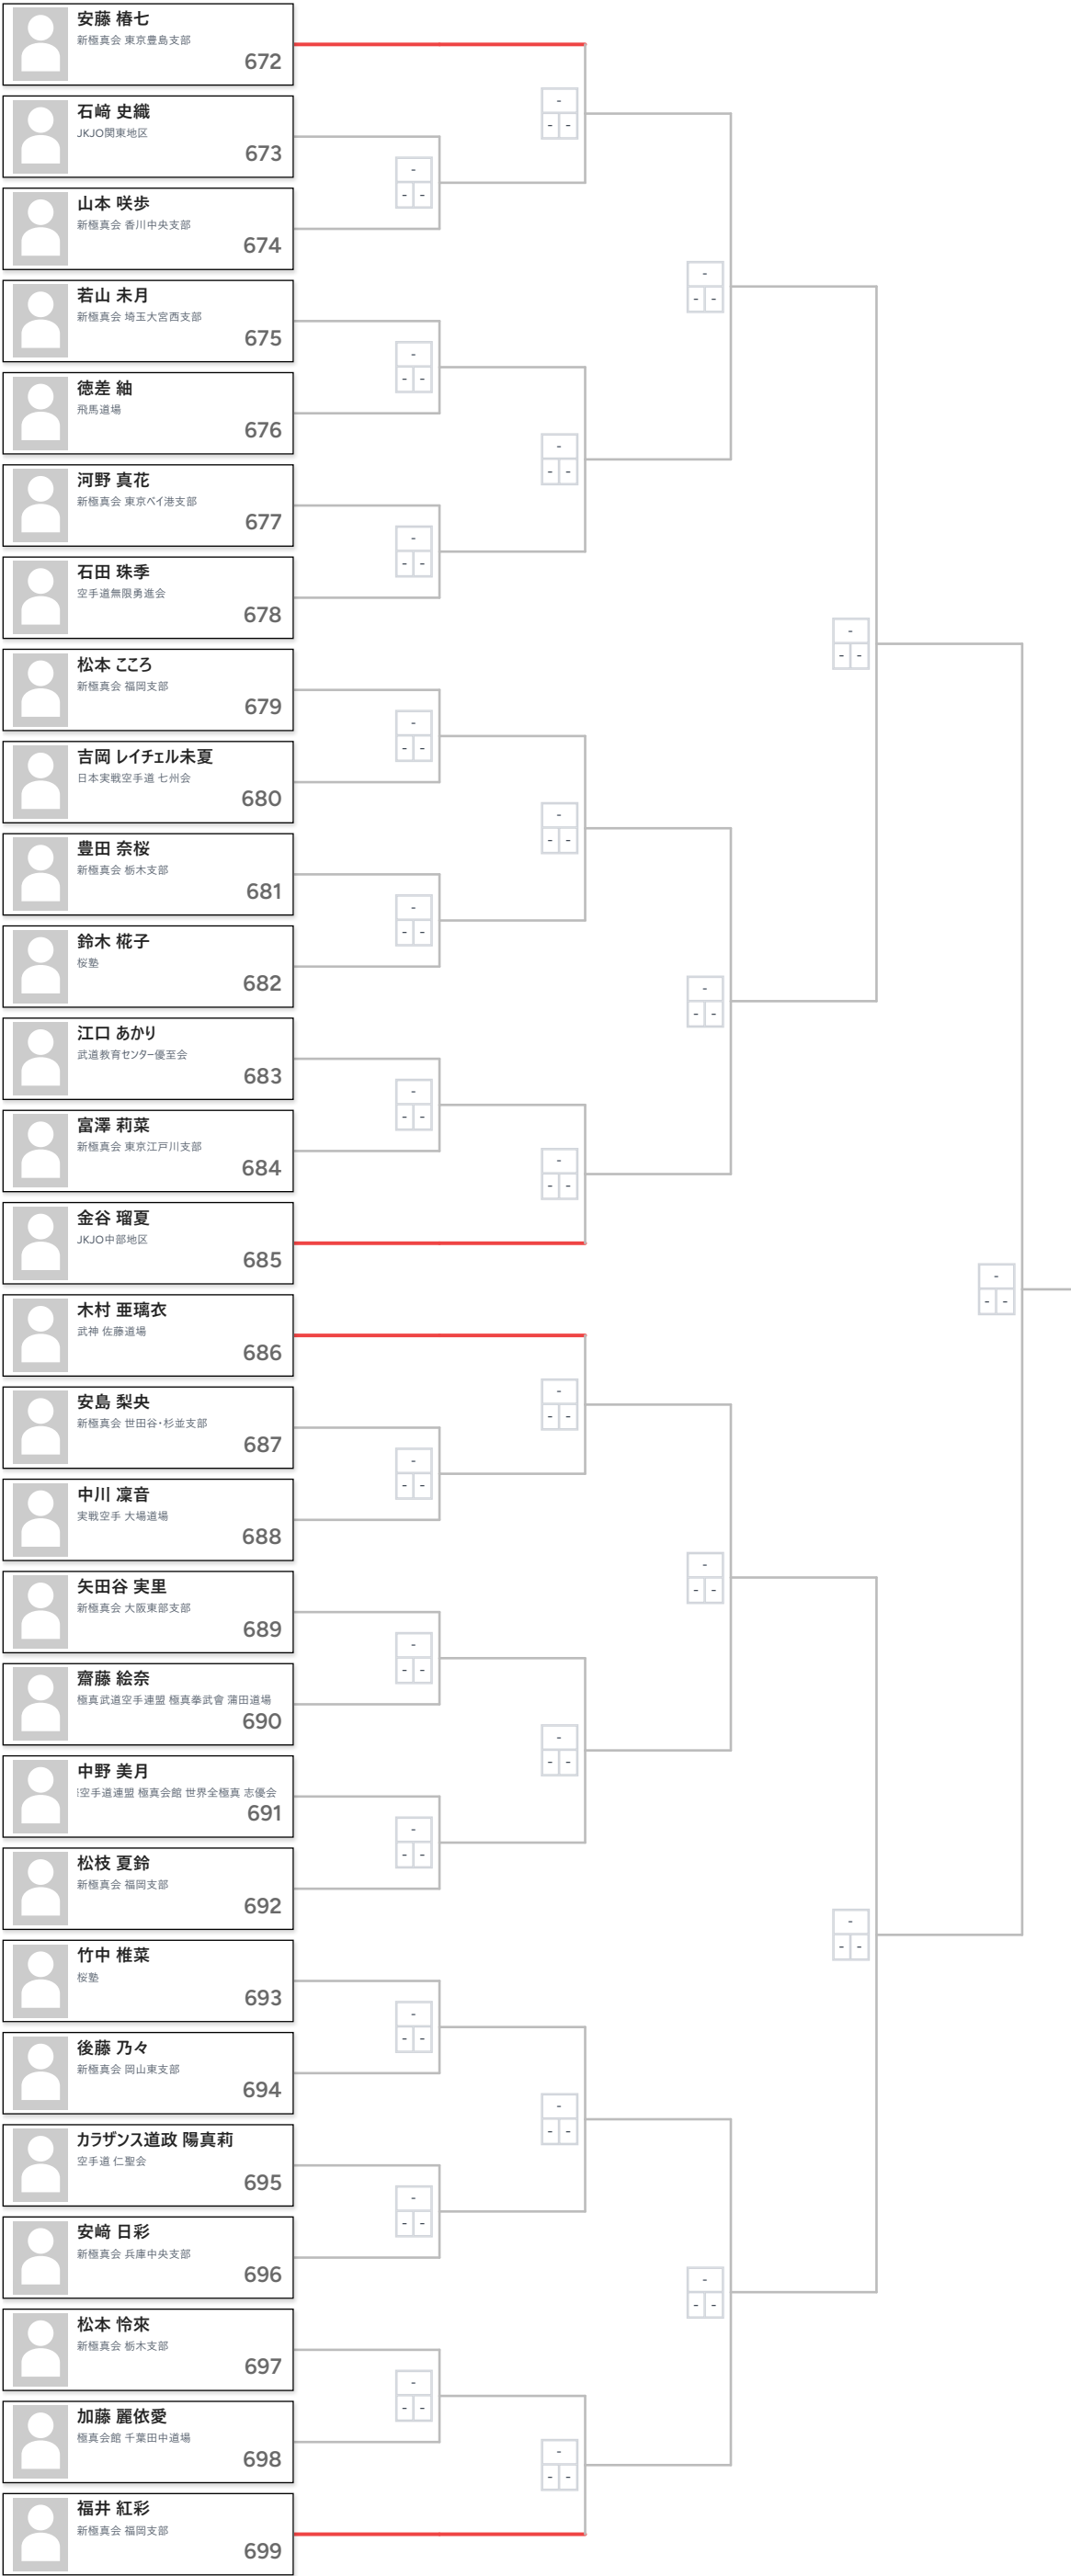 安藤 椿七
新極真会 東京豊島支部
672
石﨑 史織
JKJO関東地区
673
山本 咲歩
新極真会 香川中央支部
674
若山 未月
新極真会 埼玉大宮西支部
675
徳差 紬
飛馬道場
676
河野 真花
新極真会 東京ベイ港支部
677
石田 珠季
空手道無限勇進会
678
松本 こころ
新極真会 福岡支部
679
吉岡 レイチェル未夏
日本実戦空手道 七州会
680
豊田 奈桜
新極真会 栃木支部
681
鈴木 椛子
桜塾
682
江口 あかり
武道教育センター優至会
683
富澤 莉菜
新極真会 東京江戸川支部
684
金谷 瑠夏
JKJO中部地区
685
木村 亜璃衣
武神 佐藤道場
686
安島 梨央
新極真会 世田谷・杉並支部
687
中川 凜音
実戦空手 大場道場
688
矢田谷 実里
新極真会 大阪東部支部
689
齋藤 絵奈
極真武道空手連盟 極真拳武會 蒲田道場
690
中野 美月
空手道連盟 極真会館 世界全極真 志優会
691
松枝 夏鈴
新極真会 福岡支部
692
竹中 椎菜
桜塾
693
後藤 乃々
新極真会 岡山東支部
694
カラザンス道政 陽真莉
空手道 仁聖会
695
安﨑 日彩
新極真会 兵庫中央支部
696
松本 怜來
新極真会 栃木支部
697
加藤 麗依愛
極真会館 千葉田中道場
698
福井 紅彩
新極真会 福岡支部
699